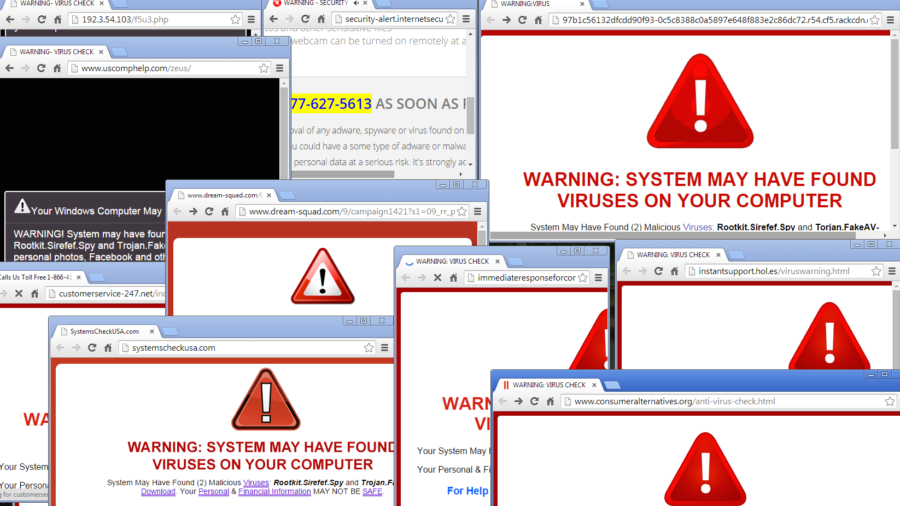 WARNING- VIRUS CHECK
192.3.54.103/f5u3.php
WARNING - SECURITY
security-alert.internetsecu
webcam can be turned on remotely at a
77-627-5613 AS SOON AS
oval of any adware, spyware or virus found on
ou could have a some type of adware or malwa
personal data at a serious risk. It's strongly ac
WARNING:VIRUS
97b1c56132dfcdd90f93-0c5c8388c0a5897e648f883e2c86dc72.r54.cf5.rackcdn.
WARNING: SYSTEM MAY HAVE FOUND
VIRUSES ON YOUR COMPUTER
System May Have Found (2) Malicious Viruses: Rootkit.Sirefef.Spy and Torjan.FakeAV-
WARNING- VIRUS CHECK
www.uscomphelp.com/zeus/
Your Windows Computer May
WARNING! System may have foun
Rootkit.Sirefef.Spy and Trojan.Fake
personal photos, Facebook and oth
www.dream-squad.com/
www.dream-squad.com/9/campaign1421?s1=09_rr_p
Calls Us Toll Free 1-866-41
customerservice-247.net/in
WA
Your System
Your Personal
g for customerser
SystemsCheckUSA.com
systemscheckusa.com
WARNING: SYSTEM MAY HAVE FOUND
VIRUSES ON YOUR COMPUTER
System May Have Found (2) Malicious Viruses: Rootkit.Sirefef.Spy and Trojan.Fa
Download. Your Personal & Financial Information MAY NOT BE SAFE.
WARNING: VIRUS CHECK
immediateresponseforcor
WARN
VI
Your System May H
Your Personal & Fi
For Help
WARNING: VIRUS CHECK
instantsupport.hol.es/viruswarning.html
WARNING: VIRUS CHECK
www.consumeralternatives.org/anti-virus-check.html